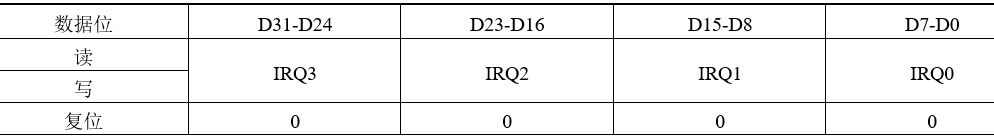 数据位 D31-D24 D23-D16 D15-D8 D7-D0
读
IRQ3 IRQ2 IRQ1 IRQ0
写
复位 0 0 0 0